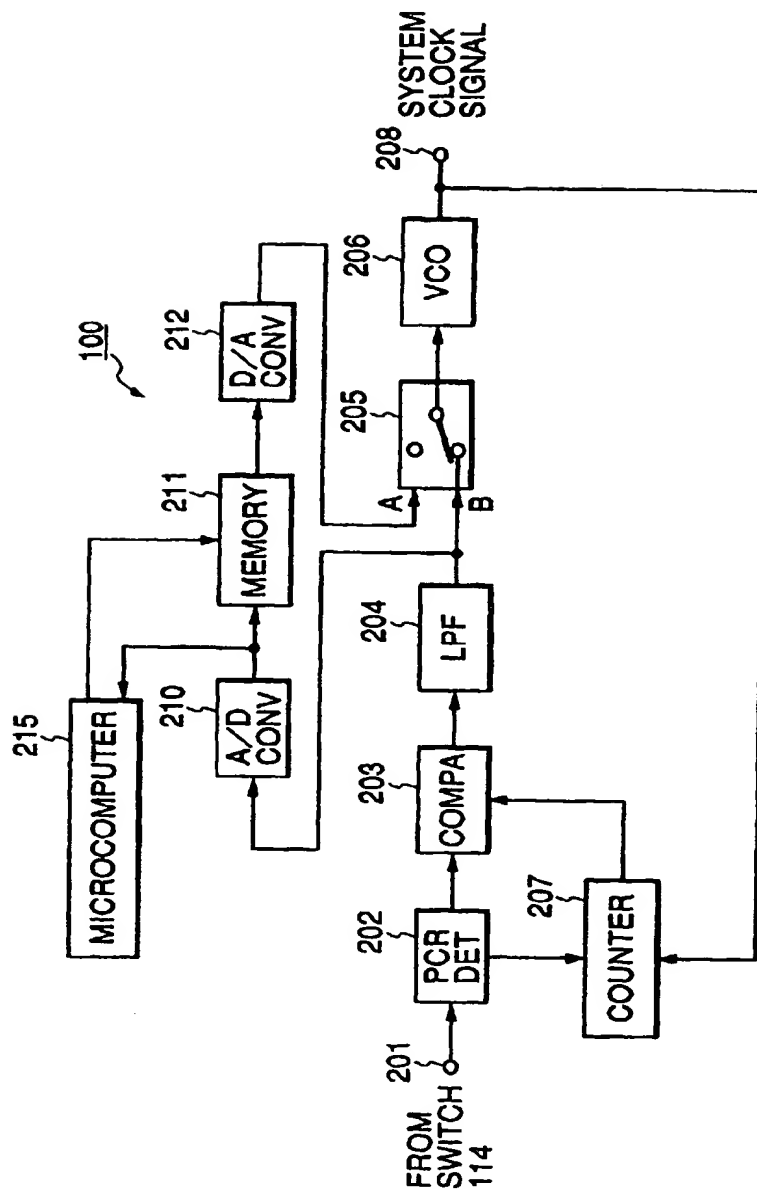 100
215
MICROCOMPUTER
210
A/D
CONV
211
MEMORY
212
D/A
CONV
FROM
SWITCH
114
201
202
PCR
DET
203
COMPA
204
LPF
A
B
205
206
VCO
208
SYSTEM
CLOCK
SIGNAL
207
COUNTER